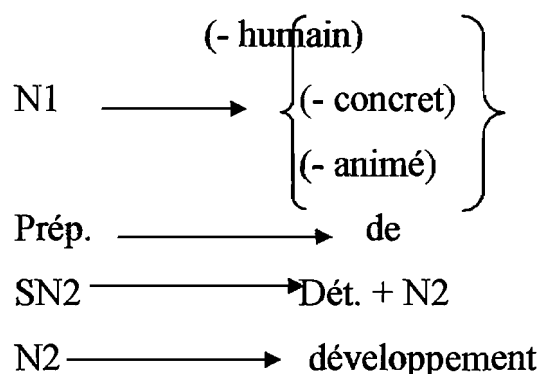 (- humain)
N1 (- concret)
(- animé)
Prép. de
SN2 Dét. + N2
N2 développement